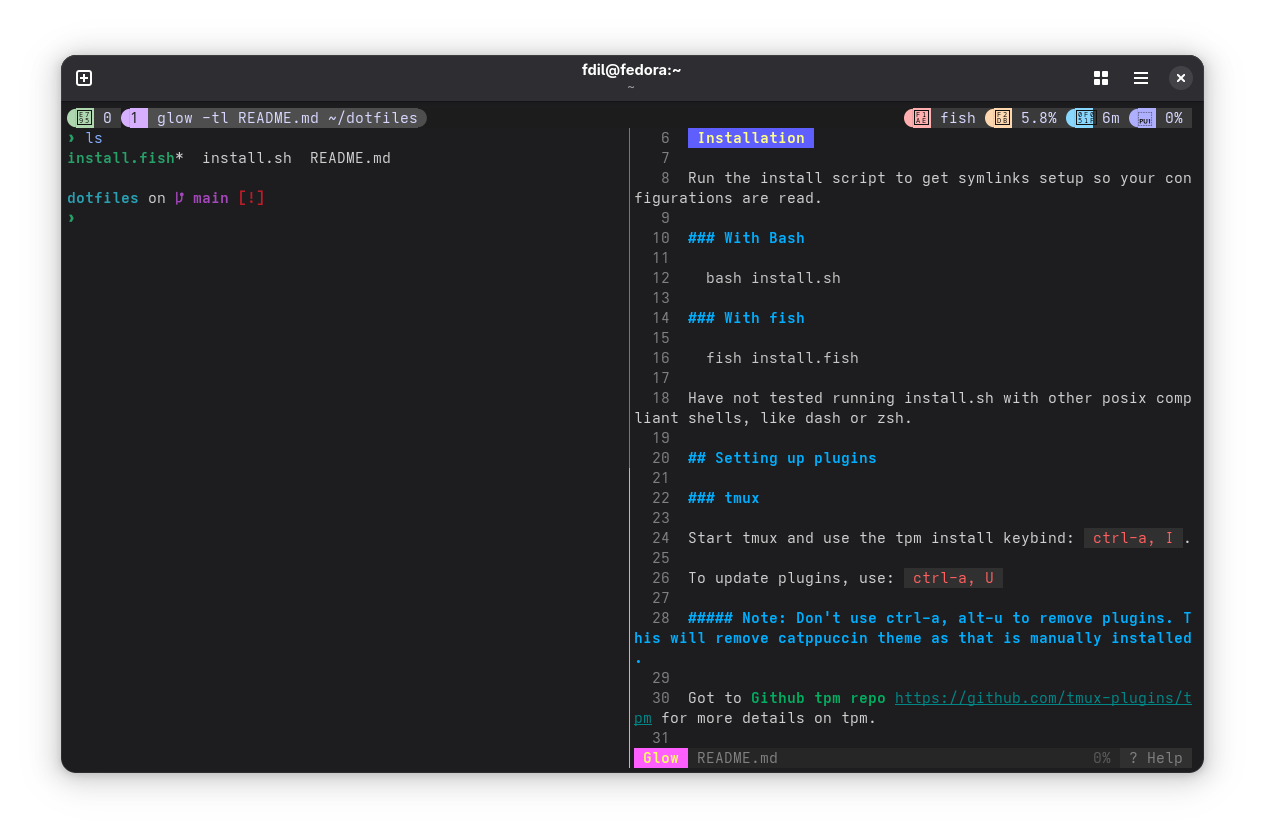 fdil@fedora:~
~
0 1 glow -tl README.md ~/dotfiles
fish 5.8% 6m 0%
› ls
install.fish* install.sh README.md
dotfiles on main [!]
›
6 Installation
7
8 Run the install script to get symlinks setup so your con
figurations are read.
9
10 ### With Bash
11
12 bash install.sh
13
14 ### With fish
15
16 fish install.fish
17
18 Have not tested running install.sh with other posix comp
liant shells, like dash or zsh.
19
20 ## Setting up plugins
21
22 ### tmux
23
24 Start tmux and use the tpm install keybind: ctrl-a, I .
25
26 To update plugins, use: ctrl-a, U
27
28 ##### Note: Don't use ctrl-a, alt-u to remove plugins. T
his will remove catppuccin theme as that is manually installed
.
29
30 Got to Github tpm repo https://github.com/tmux-plugins/t
pm for more details on tpm.
31
Glow README.md 0% ? Help